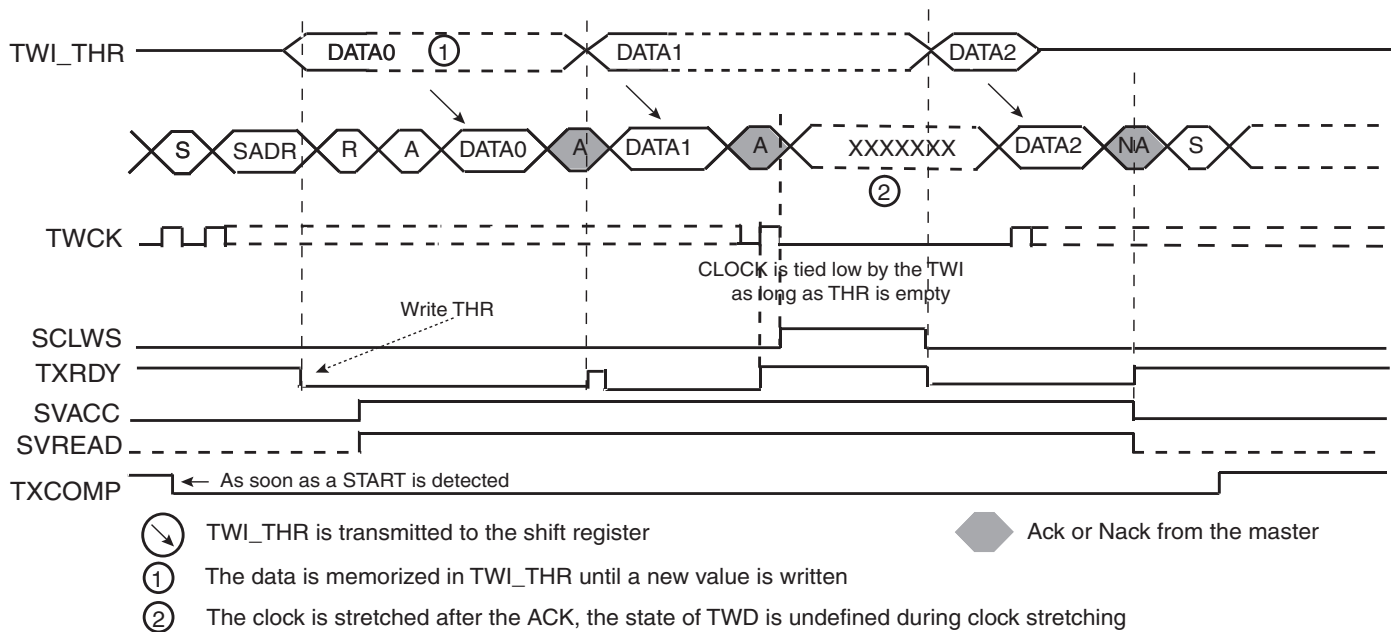 TWI_THR DATA0 1 DATA1 DATA2
S SADR R A DATA0 A DATA1 A XXXXXXX DATA2 NA S
2
TWCK
CLOCK is tied low by the TWI
as long as THR is empty
Write THR
SCLWS
TXRDY
SVACC
SVREAD
TXCOMP As soon as a START is detected
TWI_THR is transmitted to the shift register Ack or Nack from the master
1 The data is memorized in TWI_THR until a new value is written
2 The clock is stretched after the ACK, the state of TWD is undefined during clock stretching